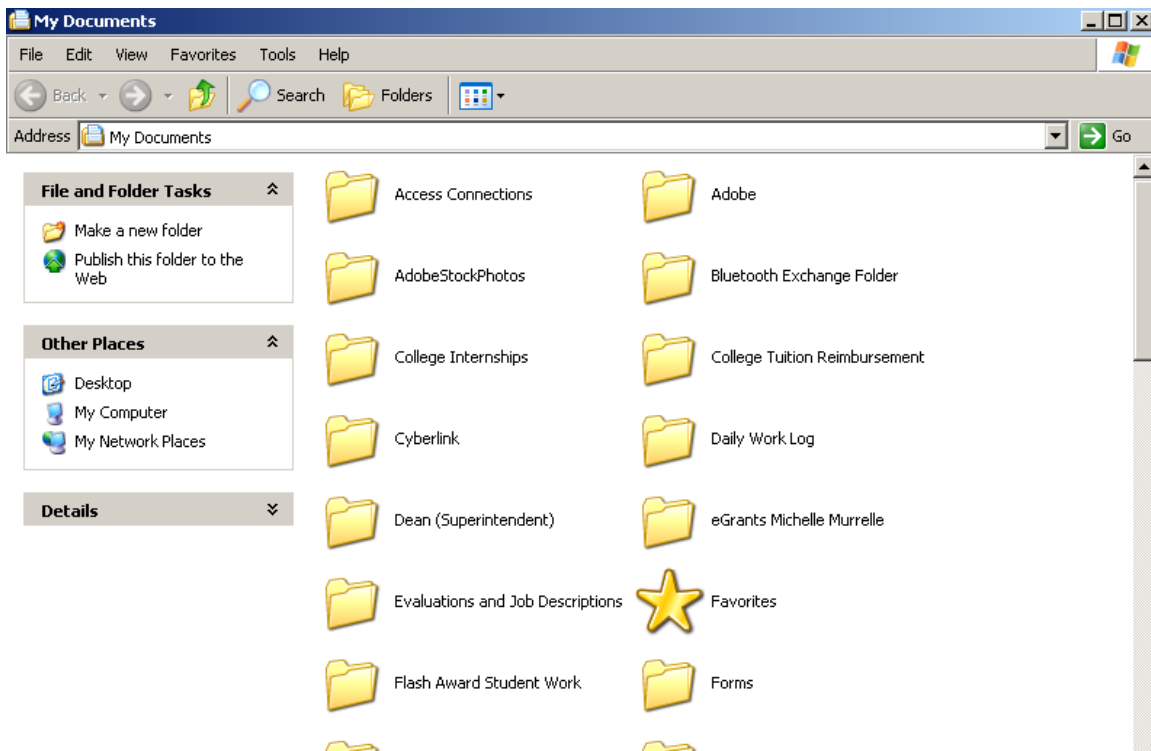 My Documents
File Edit View Favorites Tools Help
Back Search Folders
Address My Documents Go
File and Folder Tasks
Make a new folder
Publish this folder to the
Web
Other Places
Desktop
My Computer
My Network Places
Details
Access Connections Adobe
AdobeStockPhotos Bluetooth Exchange Folder
College Internships College Tuition Reimbursement
Cyberlink Daily Work Log
Dean (Superintendent) eGrants Michelle Murrelle
Evaluations and Job Descriptions Favorites
Flash Award Student Work Forms